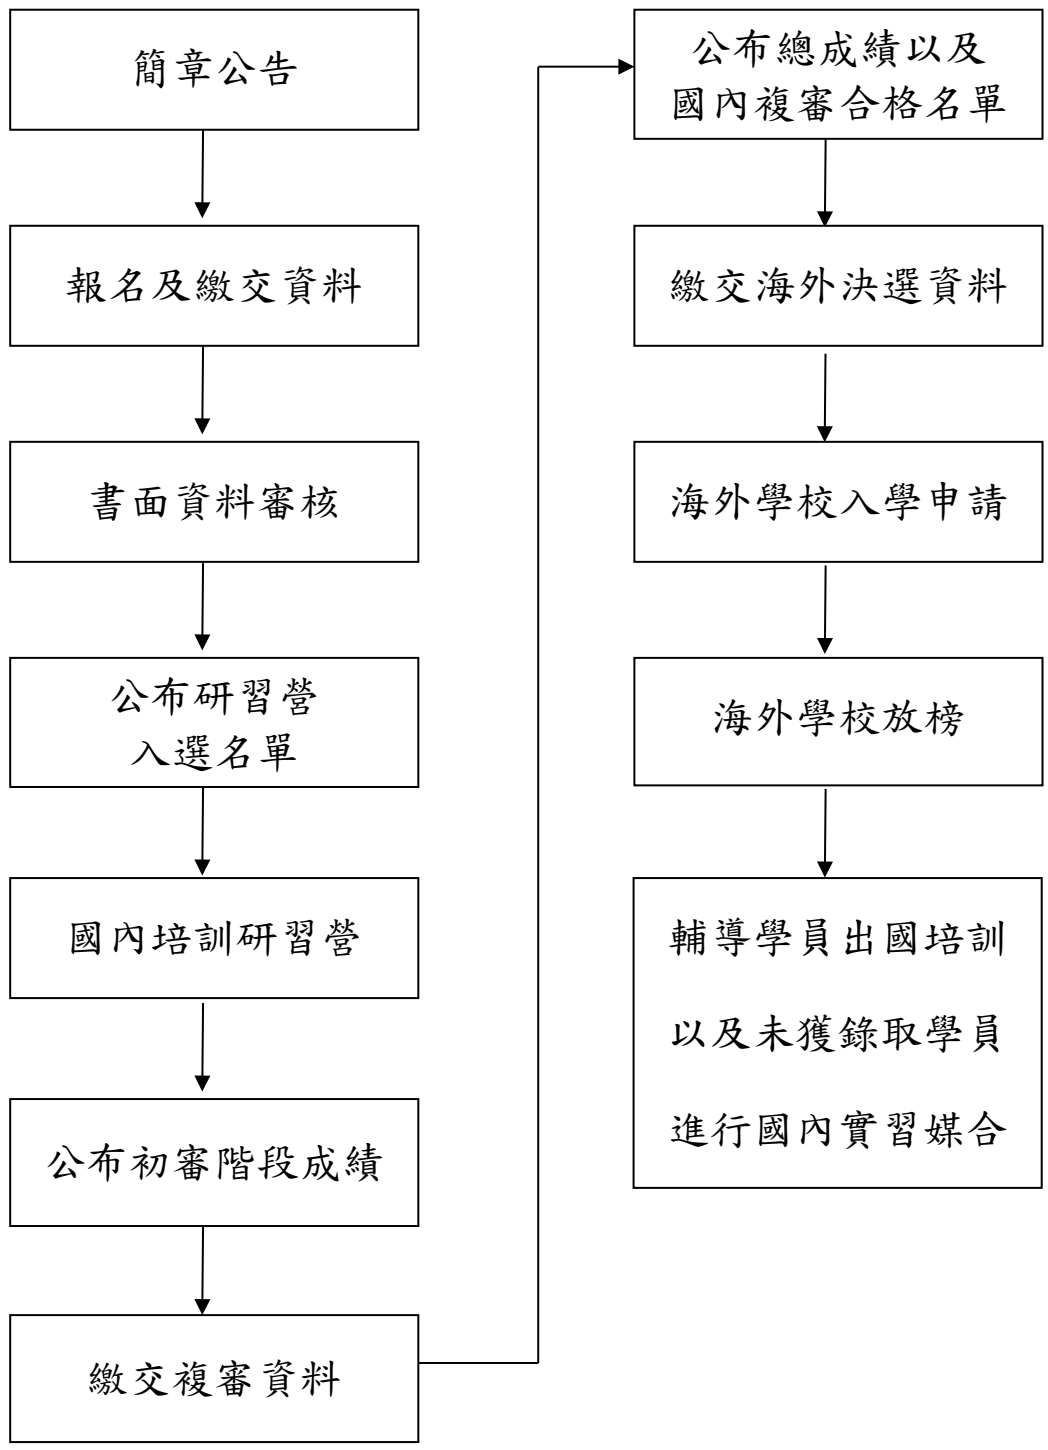 簡章公告
報名及繳交資料
書面資料審核
公布研習營
入選名單
國內培訓研習營
公布初審階段成績
繳交複審資料
公布總成績以及
國內複審合格名單
繳交海外決選資料
海外學校入學申請
海外學校放榜
輔導學員出國培訓
以及未獲錄取學員
進行國內實習媒合